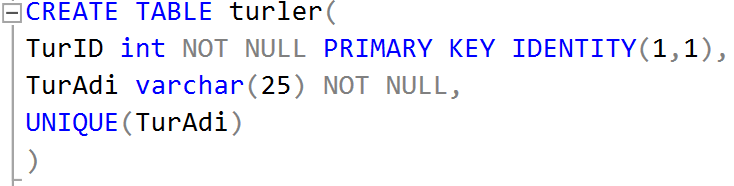 CREATE TABLE turler(
TurID int NOT NULL PRIMARY KEY IDENTITY(1,1),
TurAdi varchar(25) NOT NULL,
UNIQUE(TurAdi)
)